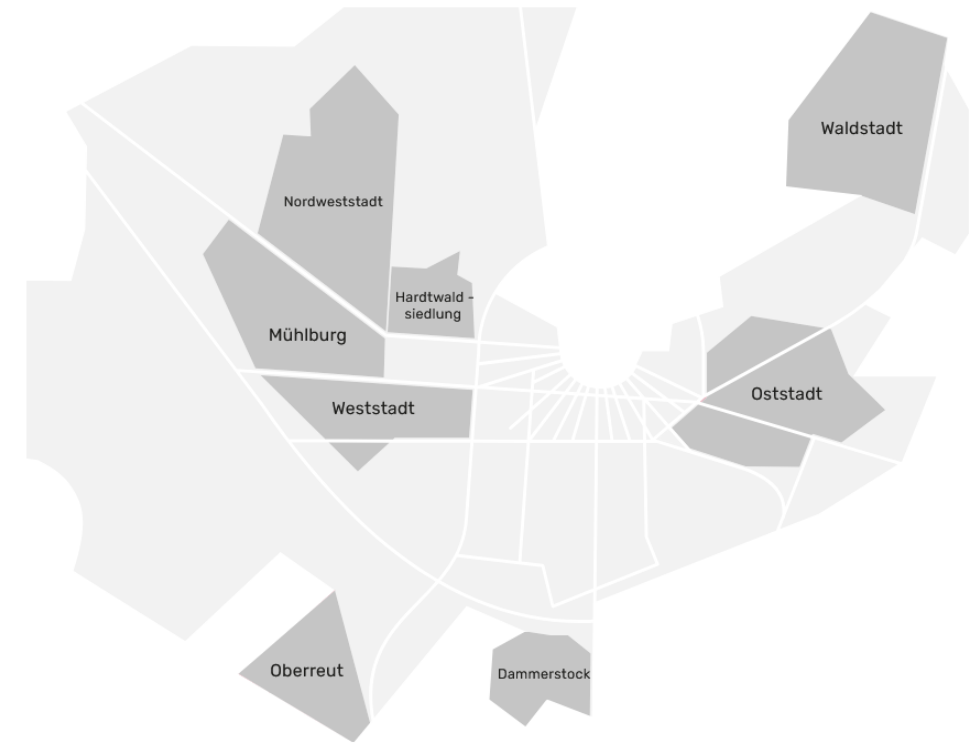 Waldstadt
Nordweststadt
Hardtwald -
siedlung
Mühlburg
Oststadt
Weststadt
Oberreut
Dammerstock